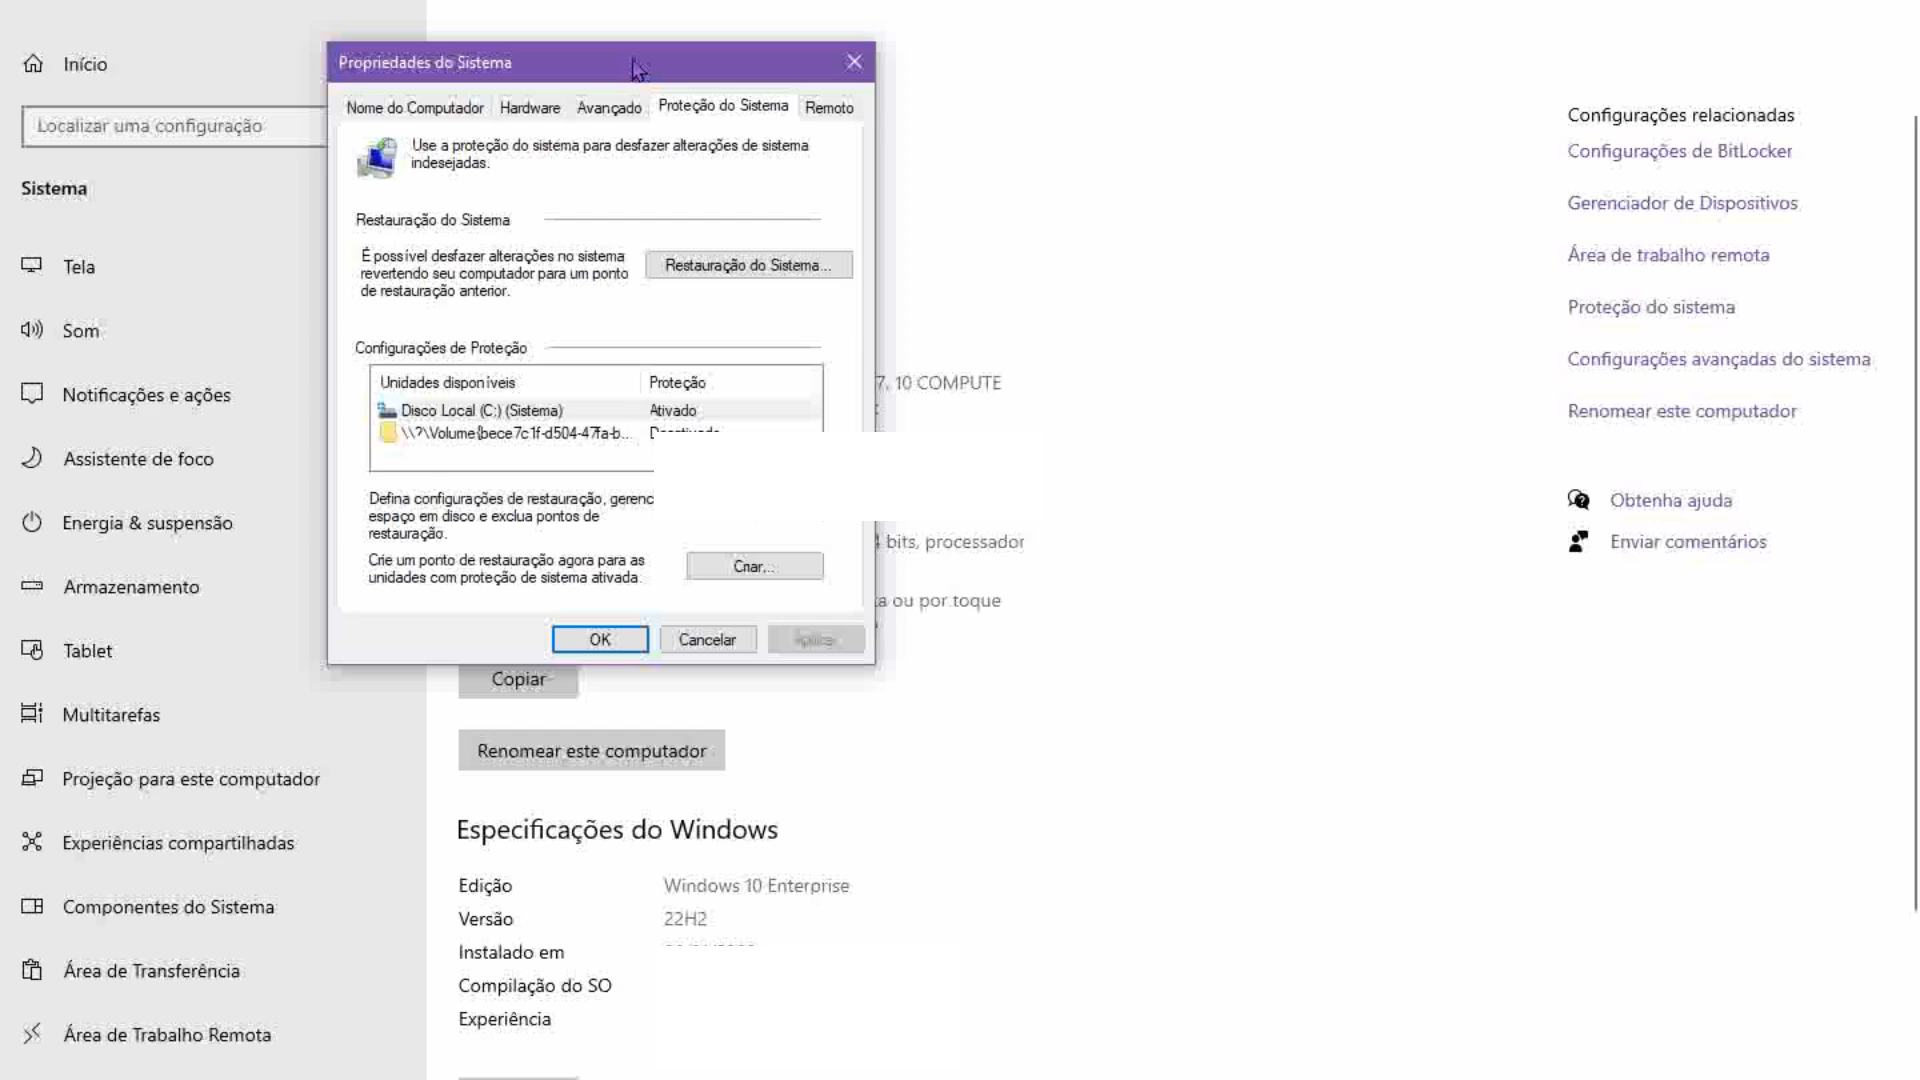 Início
Localizar uma configuração
Sistema
Tela
Som
Notificações e ações
Assistente de foco
Energia & suspensão
Armazenamento
Tablet
Multitarefas
Projeção para este computador
Experiências compartilhadas
Componentes do Sistema
Área de Transferência
Área de Trabalho Remota
Propriedades do Sistema
Nome do Computador
Hardware
Avançado
Proteção do Sistema
Remoto
Use a proteção do sistema para desfazer alterações de sistema
indesejadas.
Restauração do Sistema
É possível desfazer alterações no sistema
revertendo seu computador para um ponto
de restauração anterior.
Restauração do Sistema...
Configurações de Proteção
Unidades disponíveis
Proteção
Disco Local (C:) (Sistema)
Ativado
\\?\Volume{bece7c1f-d504-47fa-b...
Defina configurações de restauração, gerenc
espaço em disco e exclua pontos de
restauração.
Crie um ponto de restauração agora para as
unidades com proteção de sistema ativada.
Criar...
OK
Cancelar
7, 10 COMPUTE
bits, processador
ta ou por toque
Copiar
Renomear este computador
Especificações do Windows
Edição
Windows 10 Enterprise
Versão
22H2
Instalado em
Compilação do SO
Experiência
Configurações relacionadas
Configurações de BitLocker
Gerenciador de Dispositivos
Área de trabalho remota
Proteção do sistema
Configurações avançadas do sistema
Renomear este computador
Obtenha ajuda
Enviar comentários